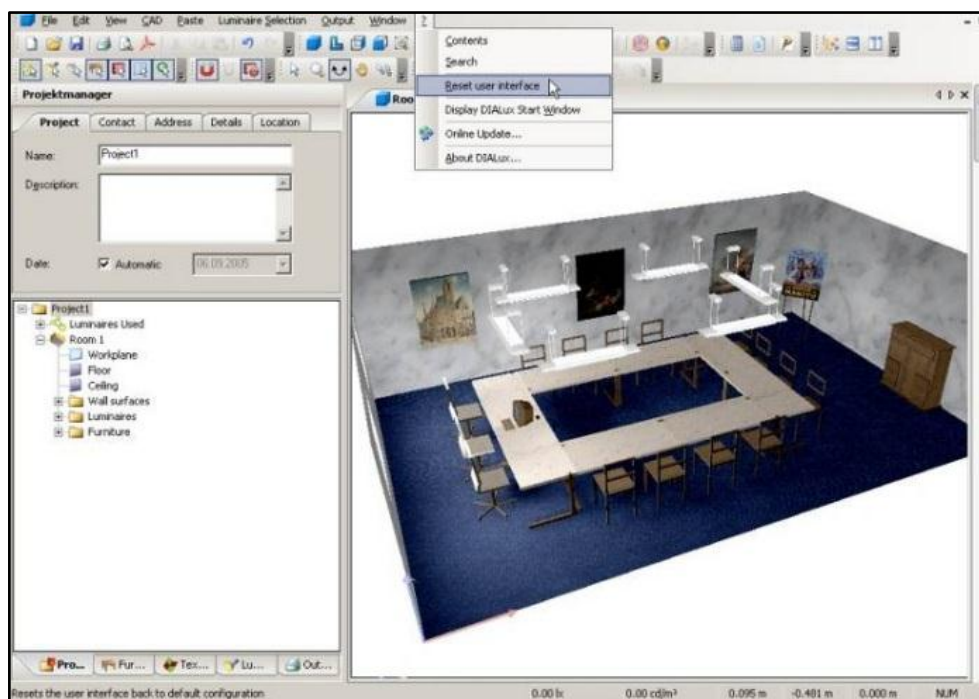 File Edit View CAD Paste Luminaire Selection Output Window ?
Contents
Search
Reset user interface
Display DIALux Start Window
Online Update...
About DIALux...
Projektmanager
Project Contact Address Details Location
Name: Project1
Description:
Date: Automatic 06.09.2005
Roo
Project1
Luminaires Used
Room 1
Workplane
Floor
Ceiling
Wall surfaces
Luminaires
Furniture
Pro... Fur... Tex... Lu... Out...
Resets the user interface back to default configuration 0.00 lx 0.00 cd/m² 0.095 m -0.481 m 0.000 m NUM